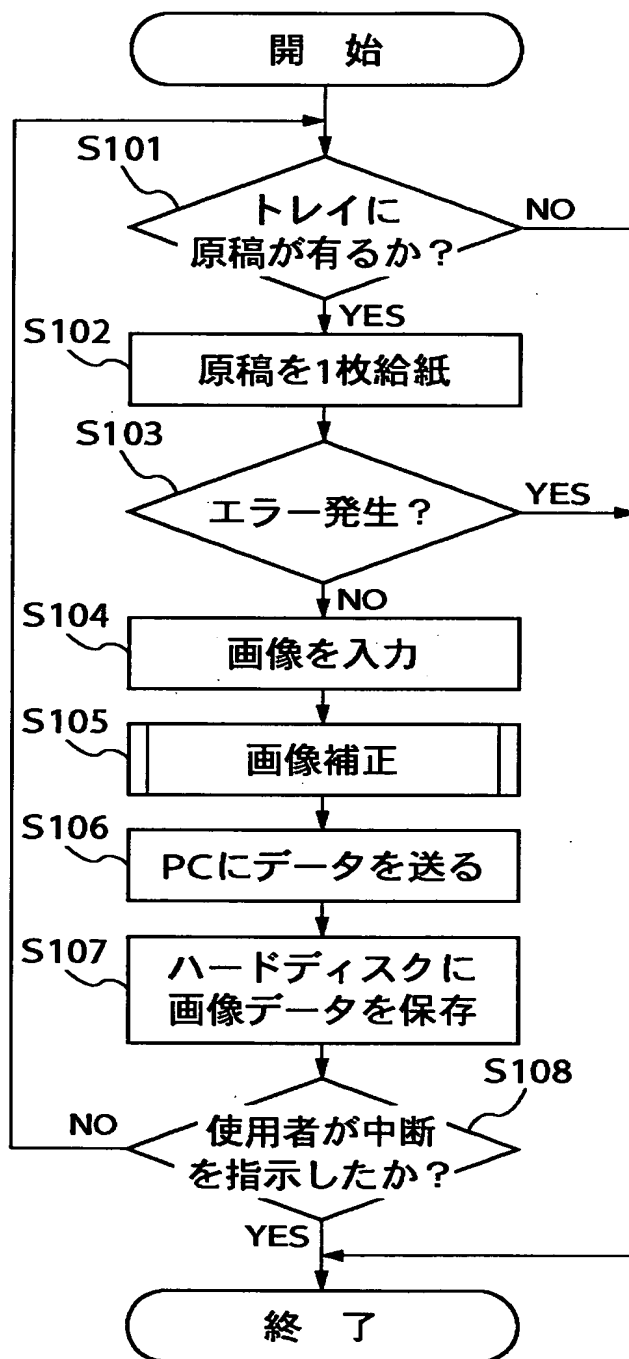 開 始
S101
トレイに
原稿が有るか?
NO
YES
S102
原稿を1枚給紙
S103
エラー発生?
YES
NO
S104
画像を入力
S105
画像補正
S106
PCにデータを送る
S107
ハードディスクに
画像データを保存
S108
使用者が中断
を指示したか?
NO
YES
終 了